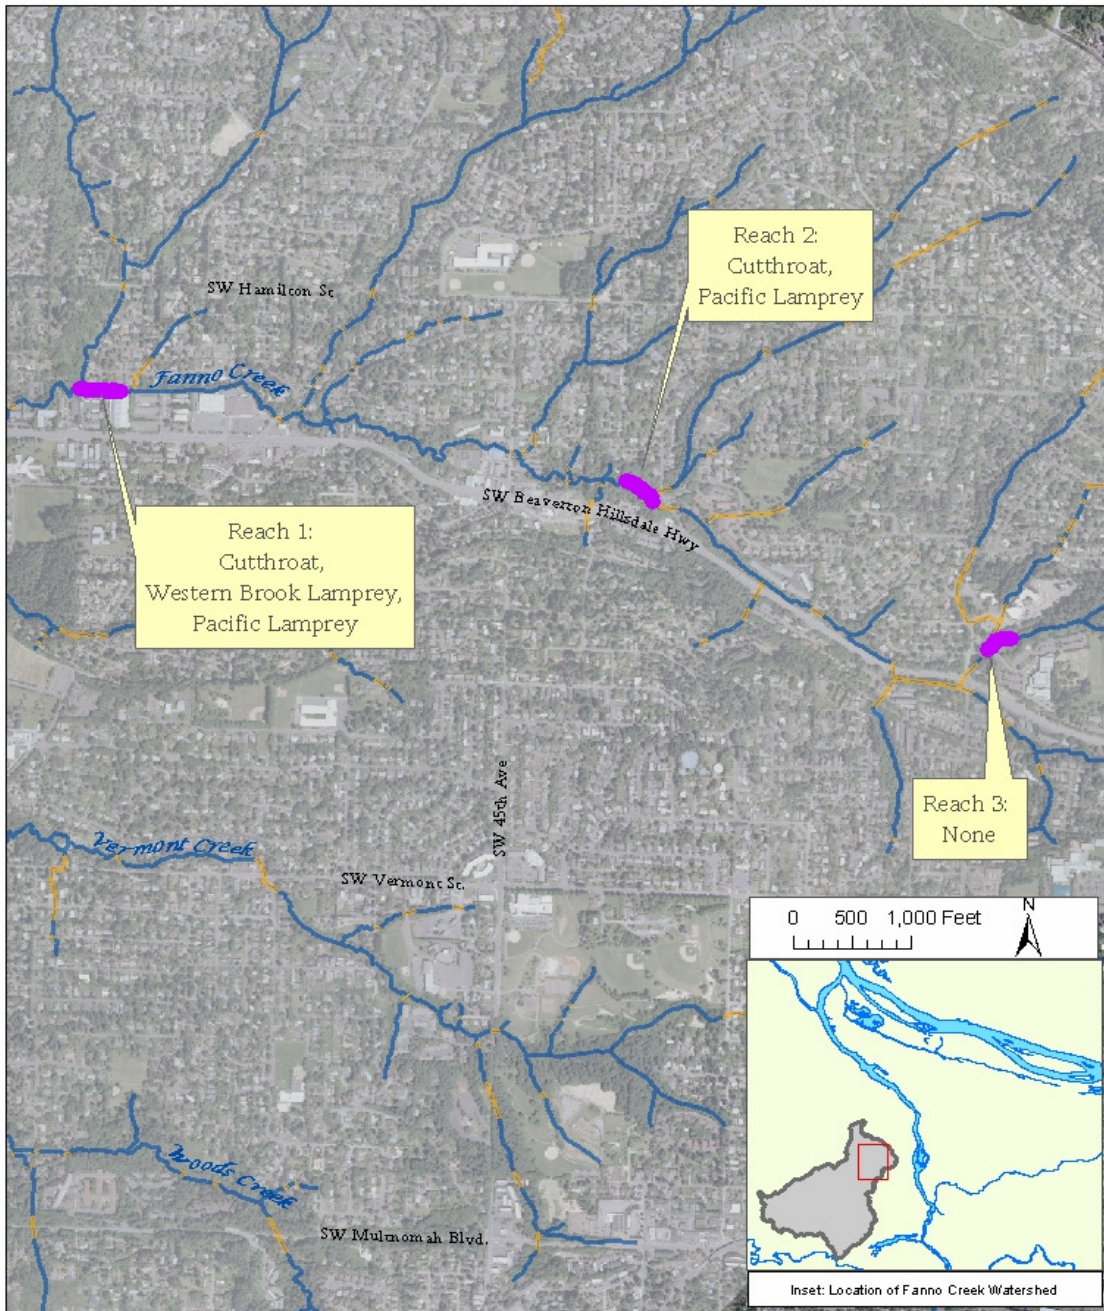 Reach 2:
Cutthroat,
Pacific Lamprey
SW Hamilton St
Fanno Creek
SW Beaverton Hillsdale Hwy
Reach 1:
Cutthroat,
Western Brook Lamprey,
Pacific Lamprey
SW 45th Ave
Reach 3:
None
Vermont Creek
SW Vermont St.
N
0 500 1,000 Feet
Woods Creek
SW Multnomah Blvd.
Inset: Location of Fanno Creek Watershed